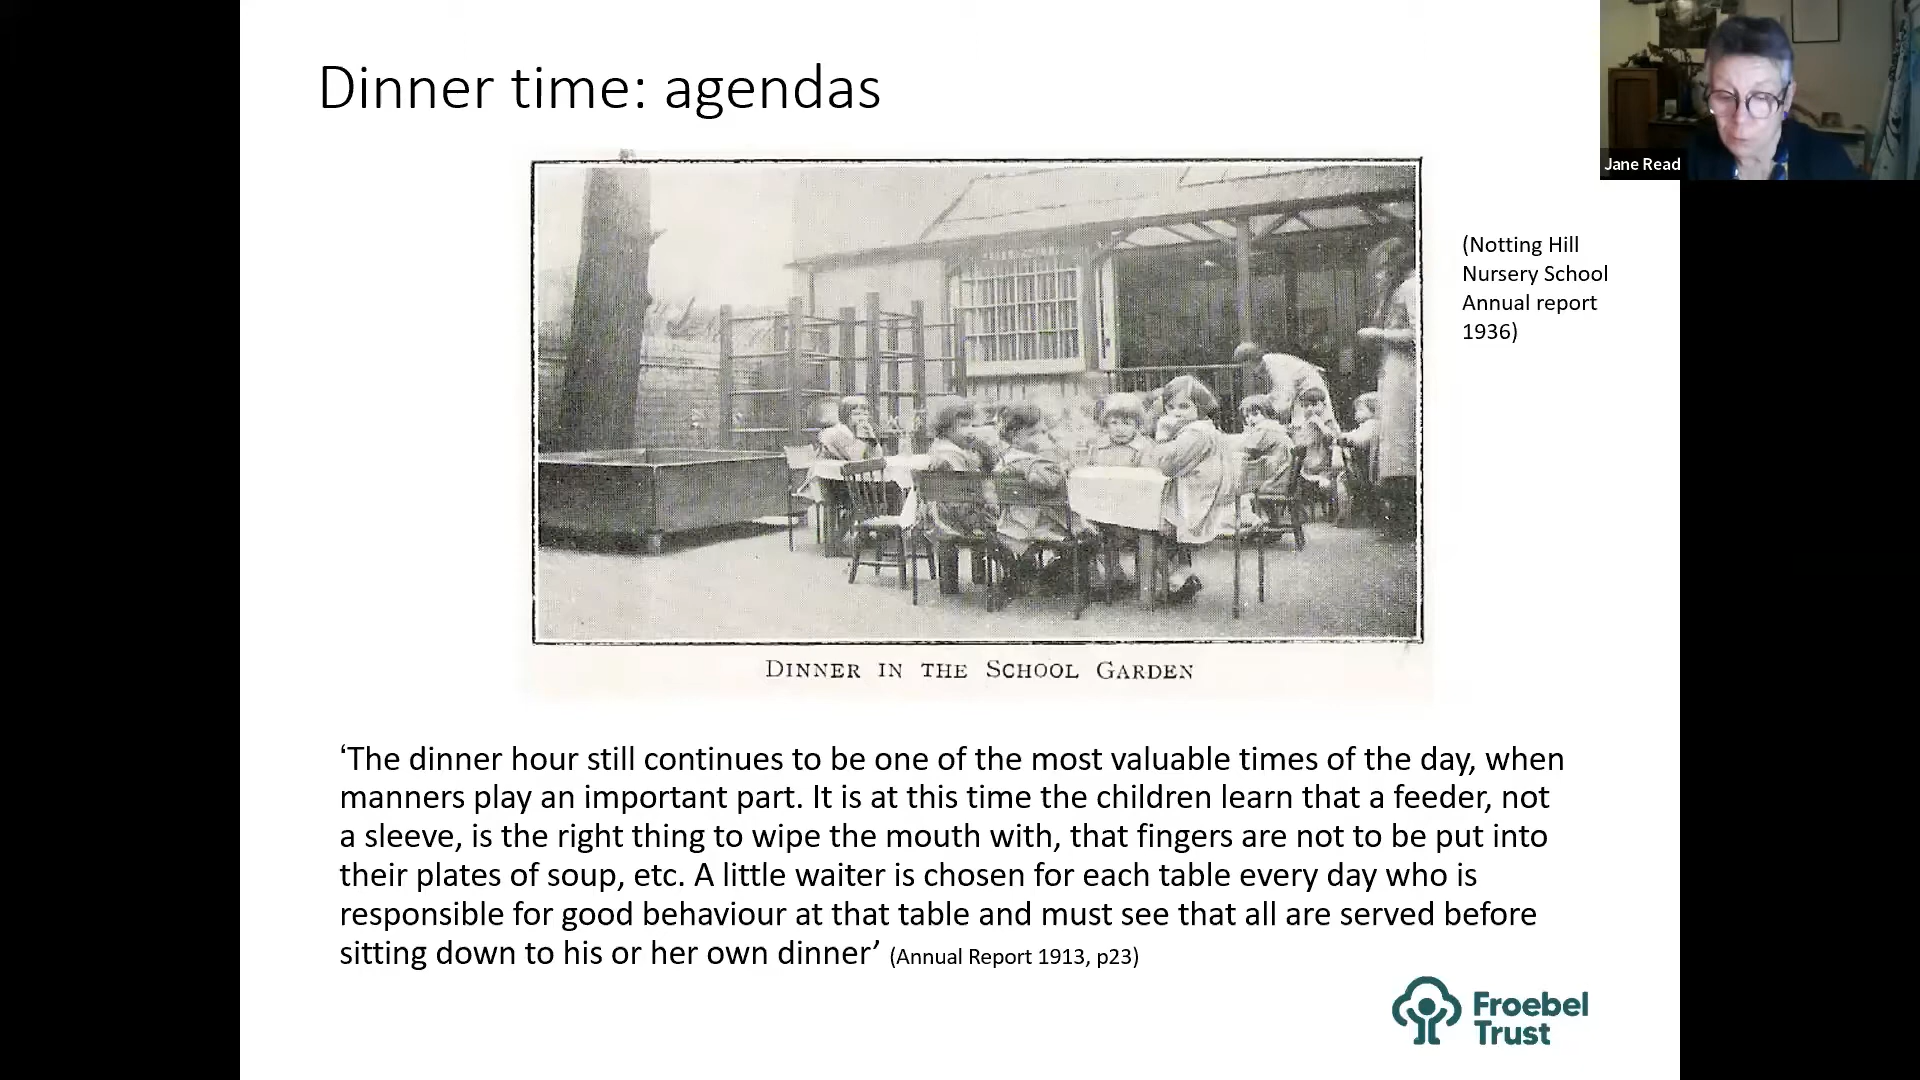 Dinner time: agendas
Jane Read
(Notting Hill
Nursery School
Annual report
1936)
DINNER IN THE SCHOOL GARDEN
‘The dinner hour still continues to be one of the most valuable times of the day, when
manners play an important part. It is at this time the children learn that a feeder, not
a sleeve, is the right thing to wipe the mouth with, that fingers are not to be put into
their plates of soup, etc. A little waiter is chosen for each table every day who is
responsible for good behaviour at that table and must see that all are served before
sitting down to his or her own dinner’ (Annual Report 1913, p23)
Froebel
Trust